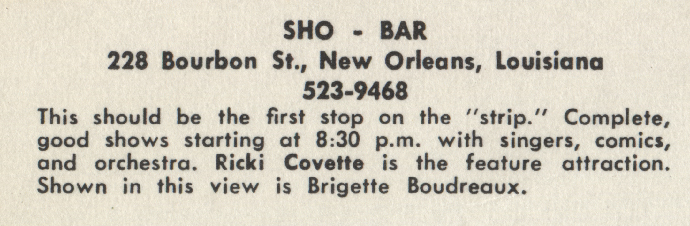 SHO - BAR
228 Bourbon St., New Orleans, Louisiana
523-9468
This should be the first stop on the "strip." Complete,
good shows starting at 8:30 p.m. with singers, comics,
and orchestra. Ricki Covette is the feature attraction.
Shown in this view is Brigette Boudreaux.